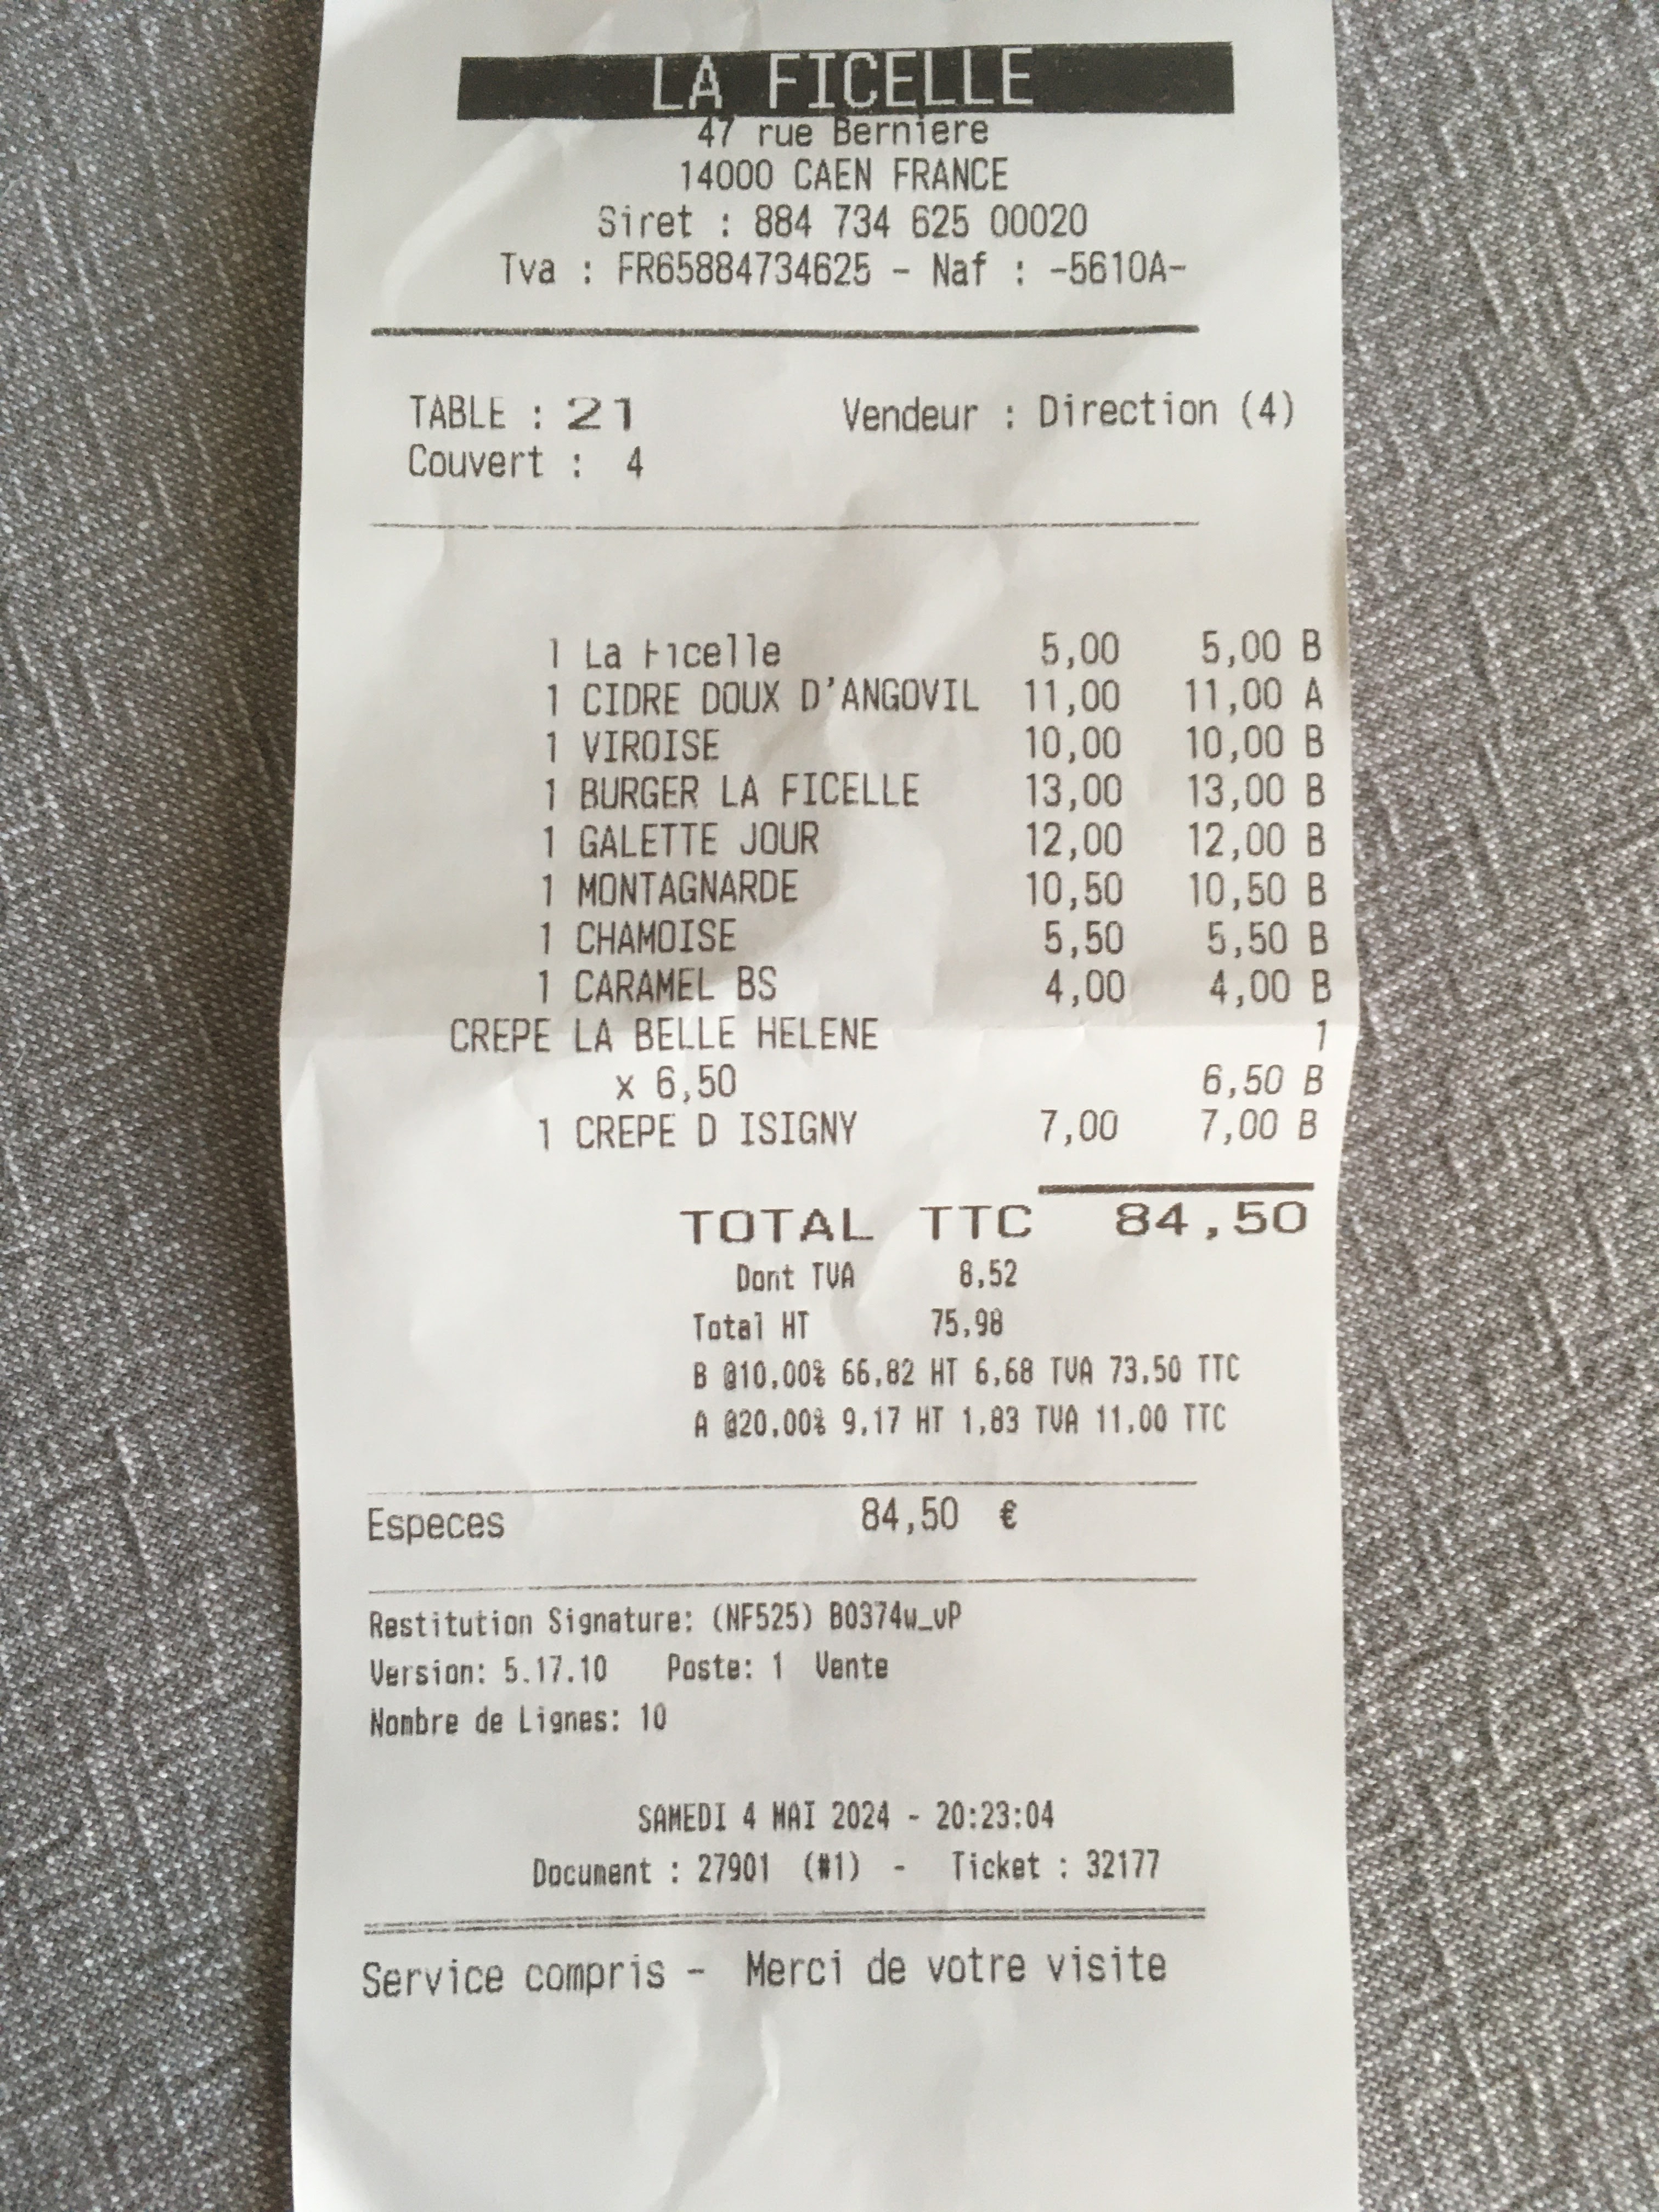 LA FICELLE
47 rue Berniere
14000 CAEN FRANCE
Siret : 884 734 625 00020
Tva : FR65884734625 - Naf : -5610A-
TABLE : 21 Vendeur : Direction (4)
Couvert : 4
1 La Ficelle 5,00 5,00 B
1 CIDRE DOUX D'ANGOVIL 11,00 11,00 A
1 VIROISE 10,00 10,00 B
1 BURGER LA FICELLE 13,00 13,00 B
1 GALETTE JOUR 12,00 12,00 B
1 MONTAGNARDE 10,50 10,50 B
1 CHAMOISE 5,50 5,50 B
1 CARAMEL BS 4,00 4,00 B
CREPE LA BELLE HELENE 1
x 6,50 6,50 B
1 CREPE D ISIGNY 7,00 7,00 B
TOTAL TTC 84,50
Dont TVA 8,52
Total HT 75,98
B @10,00% 66,82 HT 6,68 TVA 73,50 TTC
A @20,00% 9,17 HT 1,83 TVA 11,00 TTC
Especes 84,50 €
Restitution Signature: (NF525) B0374w_vP
Version: 5.17.10 Poste: 1 Vente
Nombre de Lignes: 10
SAMEDI 4 MAI 2024 - 20:23:04
Document : 27901 (#1) - Ticket : 32177
Service compris - Merci de votre visite